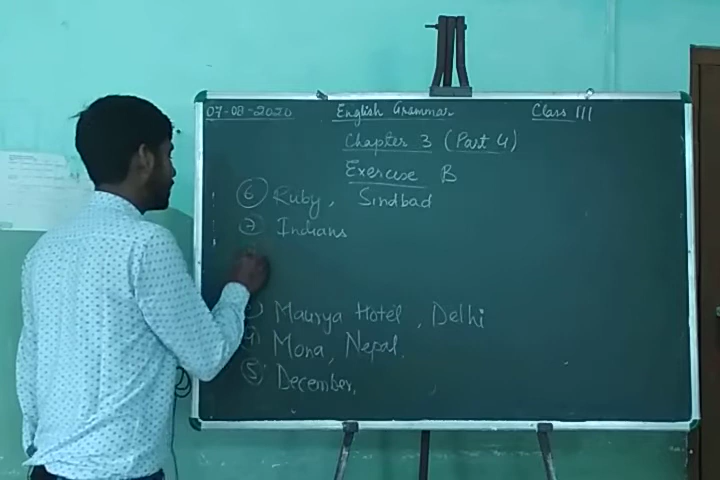 07-08-2020 English Grammar Class III
Chapter 3 (Part 4)
Exercise B
6 Ruby, Sindbad
7 Indians
Maurya Hotel, Delhi
4 Mona, Nepal.
5 December,